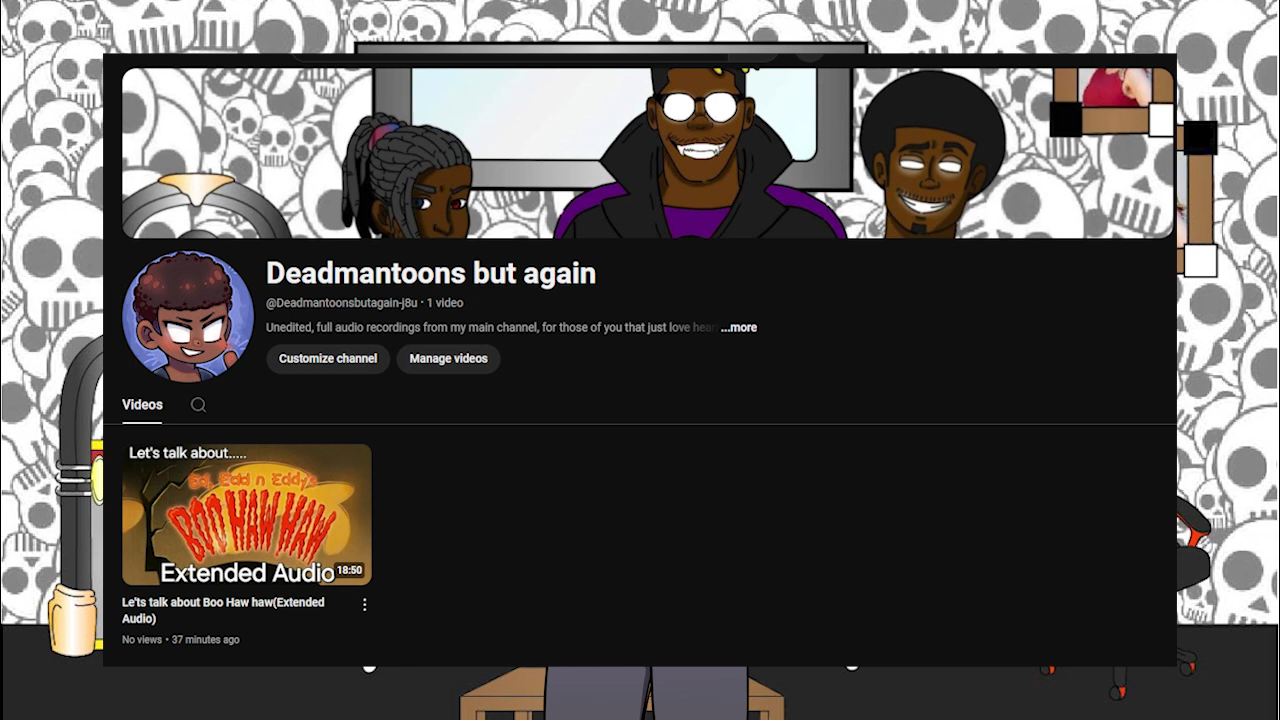 Deadmantoons but again
@Deadmantoonsbutagain-j8u · 1 video
Unedited, full audio recordings from my main channel, for those of you that just love hear ...more
Customize channel Manage videos
Videos
Let's talk about.....
Ed, Edd n Eddy's
BOO HAW HAW
Extended Audio
18:50
Le'ts talk about Boo Haw haw(Extended
Audio)
No views • 37 minutes ago